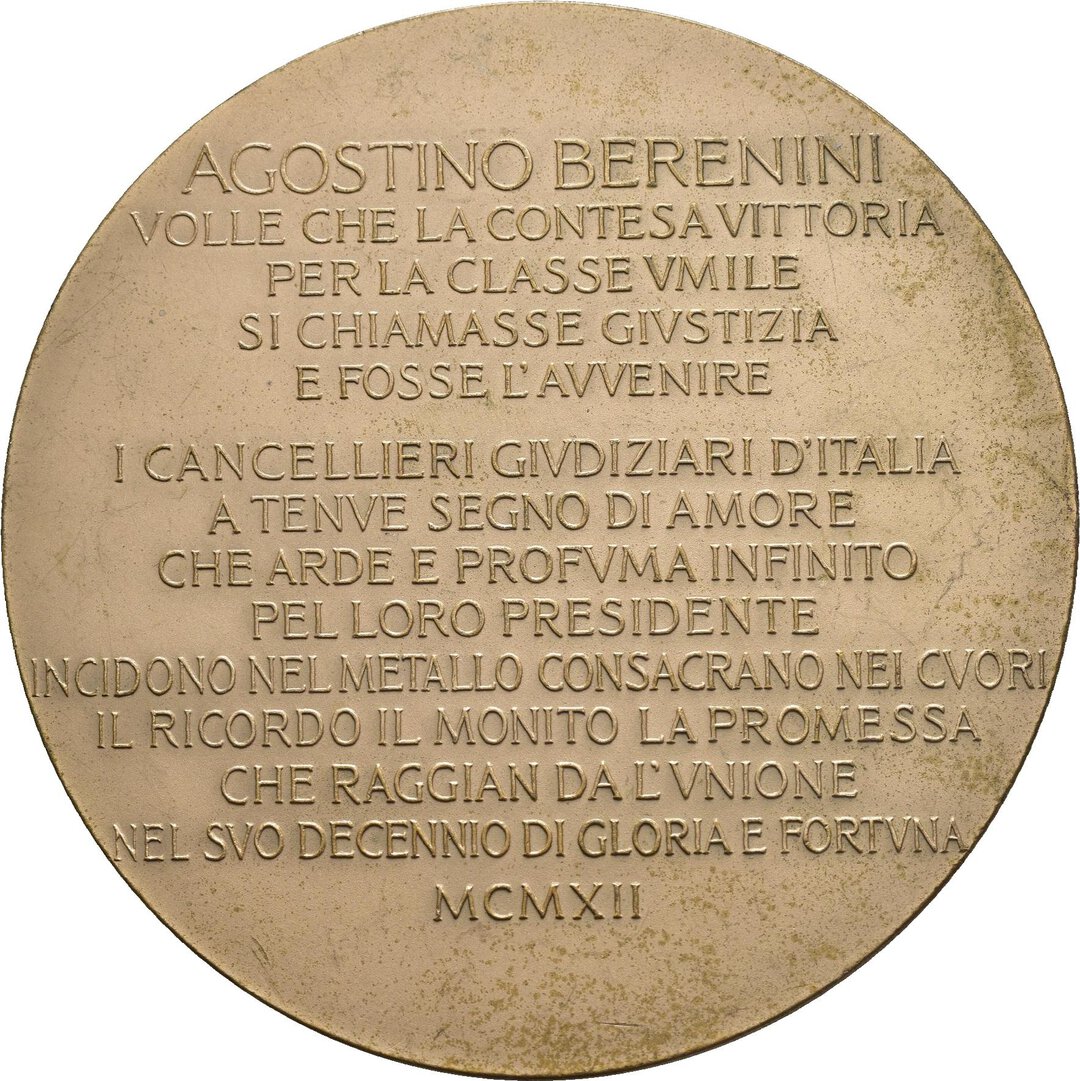 AGOSTINO BERENINI
VOLLE CHE LA CONTESA VITTORIA
PER LA CLASSE VMILE
SI CHIAMASSE GIVSTIZIA
E FOSSE L'AVVENIRE
I CANCELLIERI GIVDIZIARI D'ITALIA
A TENVE SEGNO DI AMORE
CHE ARDE E PROFVMA INFINITO
PEL LORO PRESIDENTE
INCIDONO NEL METALLO CONSACRANO NEI CVORI
IL RICORDO IL MONITO LA PROMESSA
CHE RAGGIAN DA L'VNIONE
NEL SVO DECENNIO DI GLORIA E FORTVNA
MCMXII